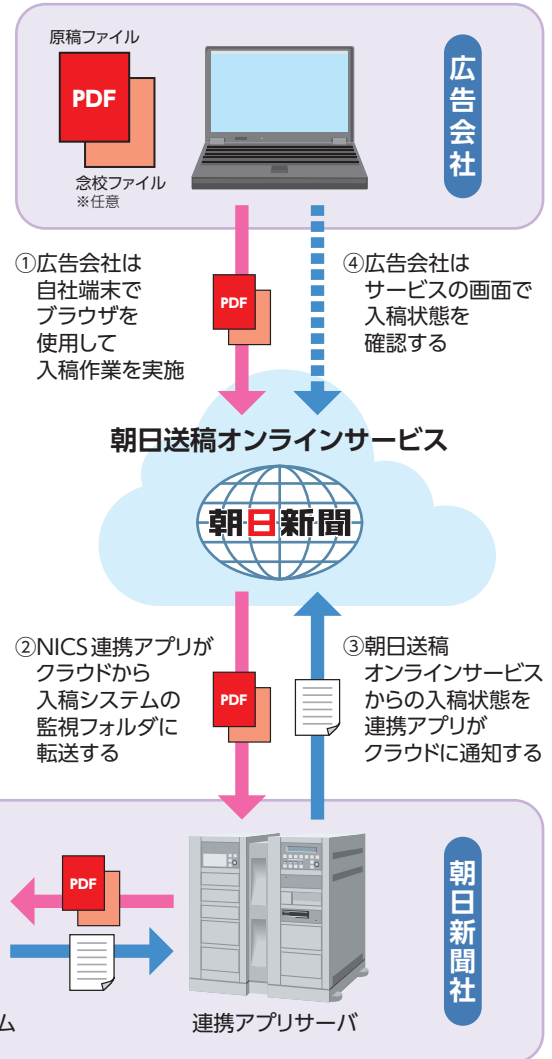 原稿ファイル
PDF
念校ファイル
※任意
広告会社
①広告会社は
自社端末で
ブラウザを
使用して
入稿作業を実施
PDF
④広告会社は
サービスの画面で
入稿状態を
確認する
朝日送稿オンラインサービス
朝日新聞
②NICS連携アプリが
クラウドから
入稿システムの
監視フォルダに
転送する
PDF
③朝日送稿
オンラインサービス
からの入稿状態を
連携アプリが
クラウドに通知する
朝日新聞社
PDF
ム
連携アプリサーバ